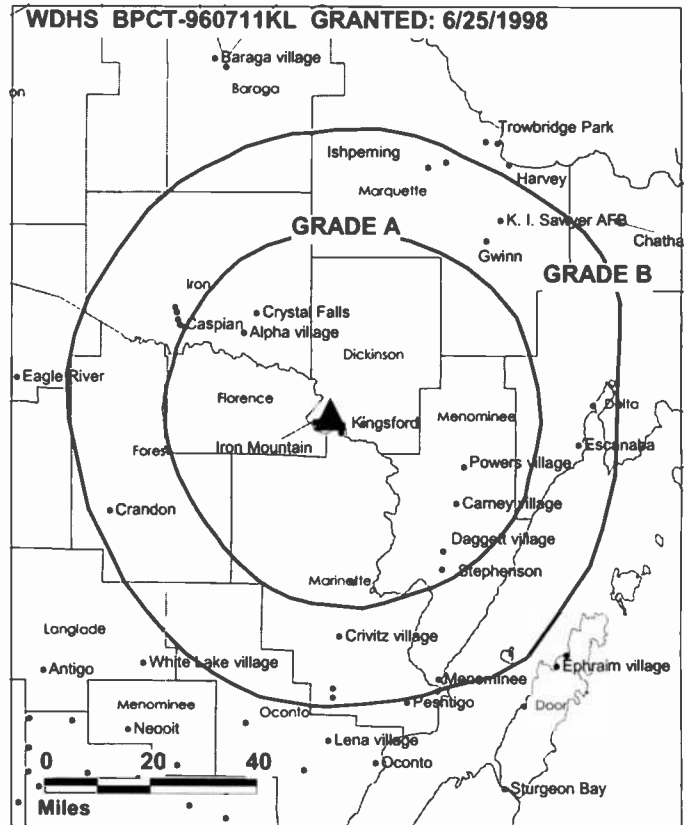 WDHS BPCT-960711KL GRANTED: 6/25/1998
Baraga village
Baraga
Trowbridge Park
Ishpeming
Harvey
Marquette
K. I. Sawyer AFB
GRADE A
Chatha
Gwinn
GRADE B
Iron
Crystal Falls
Caspian
Alpha village
Dickinson
Eagle River
Florence
Delta
Kingsford
Menominee
Iron Mountain
Escanaba
Forest
Powers village
Carney village
Crandon
Daggett village
Stephenson
Marinette
Langlade
Crivitz village
White Lake village
Ephraim village
Antigo
Menominee
Menominee
Peshtigo
Door
Oconto
Neooit
Lena village
0 20 40
Oconto
Sturgeon Bay
Miles